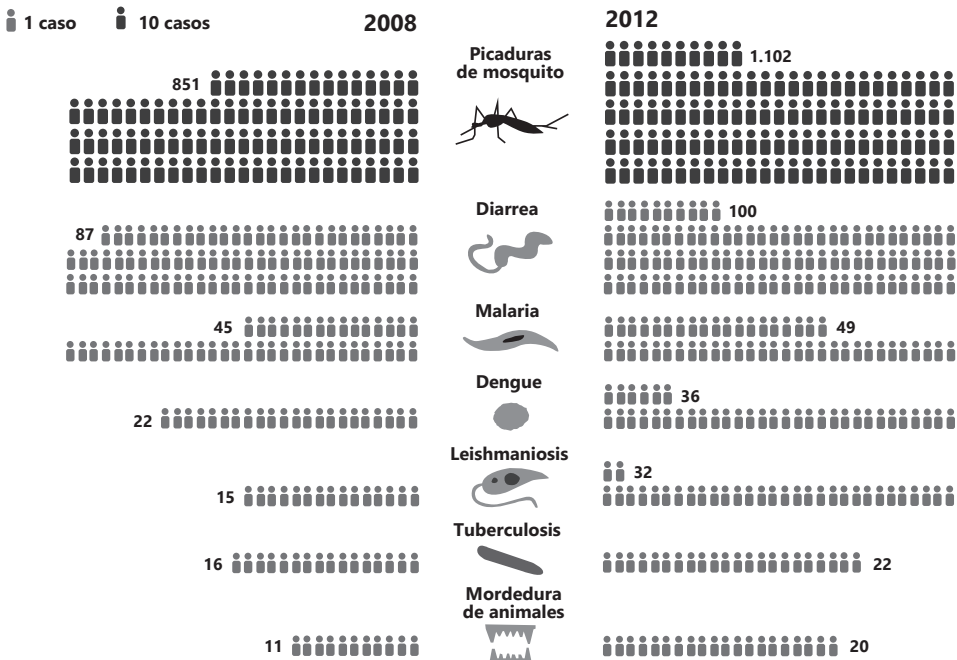 1 caso
10 casos
2008
2012
Picaduras
de mosquito
851
1.102
Diarrea
87
100
Malaria
45
49
Dengue
22
36
Leishmaniosis
15
32
Tuberculosis
16
22
Mordedura
de animales
11
20